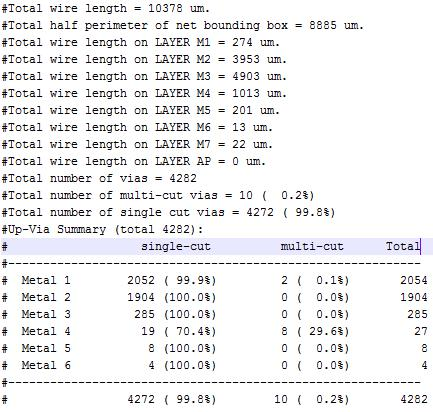 #Total wire length = 10378 um.
#Total half perimeter of net bounding box = 8885 um.
#Total wire length on LAYER M1 = 274 um.
#Total wire length on LAYER M2 = 3953 um.
#Total wire length on LAYER M3 = 4903 um.
#Total wire length on LAYER M4 = 1013 um.
#Total wire length on LAYER M5 = 201 um.
#Total wire length on LAYER M6 = 13 um.
#Total wire length on LAYER M7 = 22 um.
#Total wire length on LAYER AP = 0 um.
#Total number of vias = 4282
#Total number of multi-cut vias = 10 (  0.2%)
#Total number of single cut vias = 4272 ( 99.8%)
#Up-Via Summary (total 4282):
#                   single-cut          multi-cut      Total
#-----------------------------------------------------------
#  Metal 1        2052 ( 99.9%)         2 (  0.1%)       2054
#  Metal 2        1904 (100.0%)         0 (  0.0%)       1904
#  Metal 3         285 (100.0%)         0 (  0.0%)        285
#  Metal 4          19 ( 70.4%)         8 ( 29.6%)         27
#  Metal 5           8 (100.0%)         0 (  0.0%)          8
#  Metal 6           4 (100.0%)         0 (  0.0%)          4
#-----------------------------------------------------------
#                 4272 ( 99.8%)        10 (  0.2%)       4282